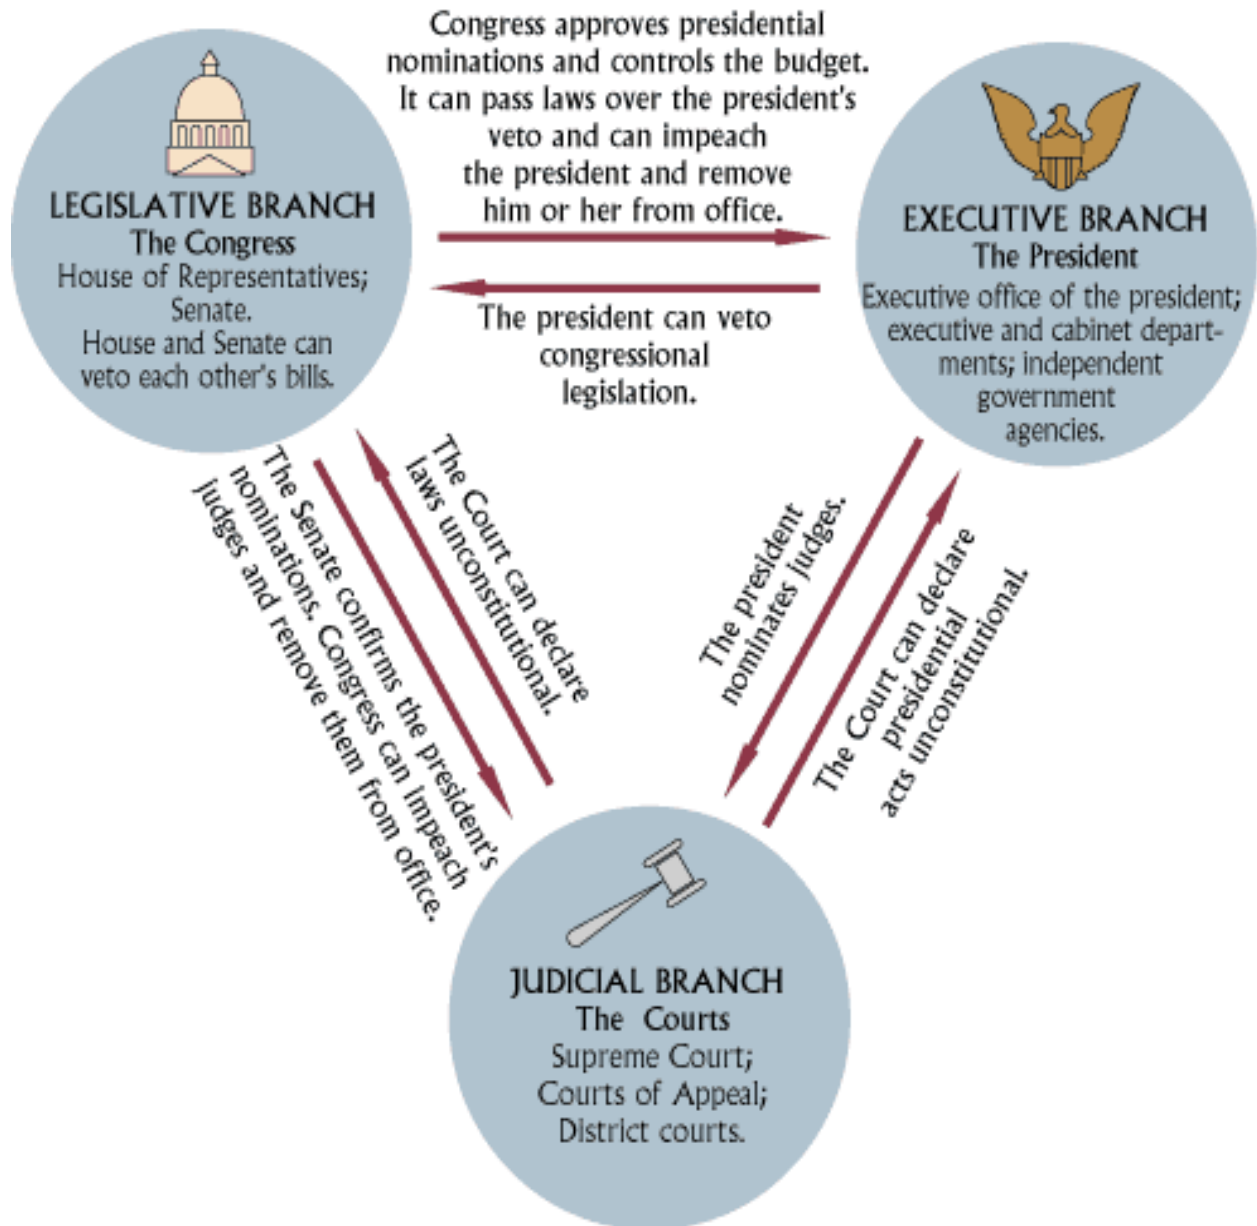 Congress approves presidential
nominations and controls the budget.
It can pass laws over the president's
veto and can impeach
the president and remove
him or her from office.
LEGISLATIVE BRANCH
The Congress
House of Representatives;
Senate.
House and Senate can
veto each other's bills.
EXECUTIVE BRANCH
The President
Executive office of the president;
executive and cabinet depart-
ments; independent
government
agencies.
The president can veto
congressional
legislation.
The Senate confirms the president's
nominations. Congress can impeach
judges and remove them from office.
The Court can declare
laws unconstitutional.
The president
nominates judges.
The Court can declare
presidential
acts unconstitutional.
JUDICIAL BRANCH
The Courts
Supreme Court;
Courts of Appeal;
District courts.